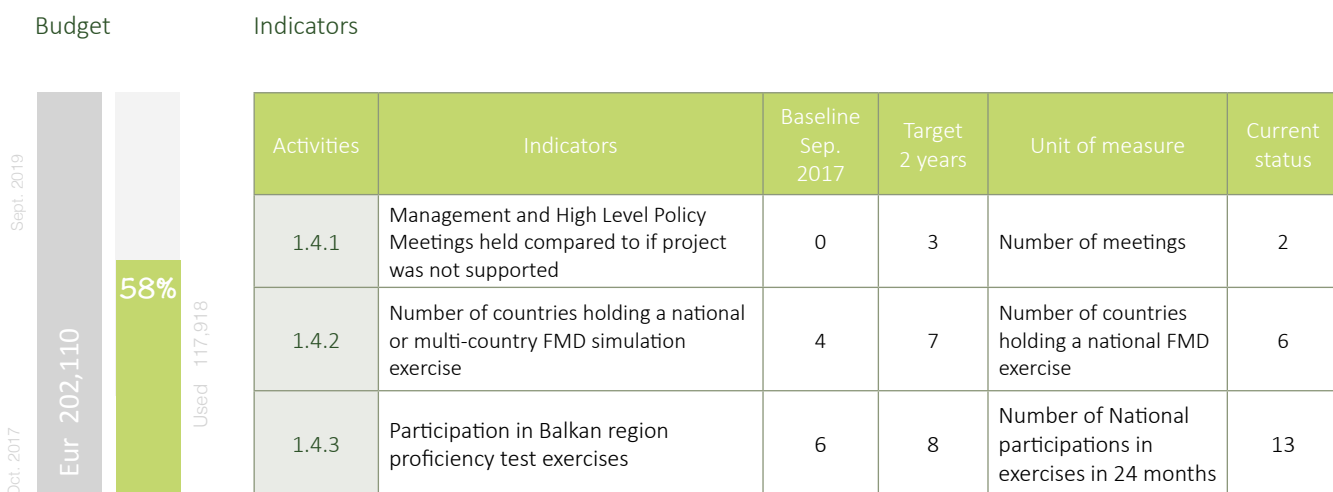 Budget
Indicators
Sept. 2019
Oct. 2017
Eur 202,110
58%
Used 117,918
Activities
Indicators
Baseline
Sep.
2017
Target
2 years
Unit of measure
Current
status
1.4.1
Management and High Level Policy
Meetings held compared to if project
was not supported
0
3
Number of meetings
2
1.4.2
Number of countries holding a national
or multi-country FMD simulation
exercise
4
7
Number of countries
holding a national FMD
exercise
6
1.4.3
Participation in Balkan region
proficiency test exercises
6
8
Number of National
participations in
exercises in 24 months
13